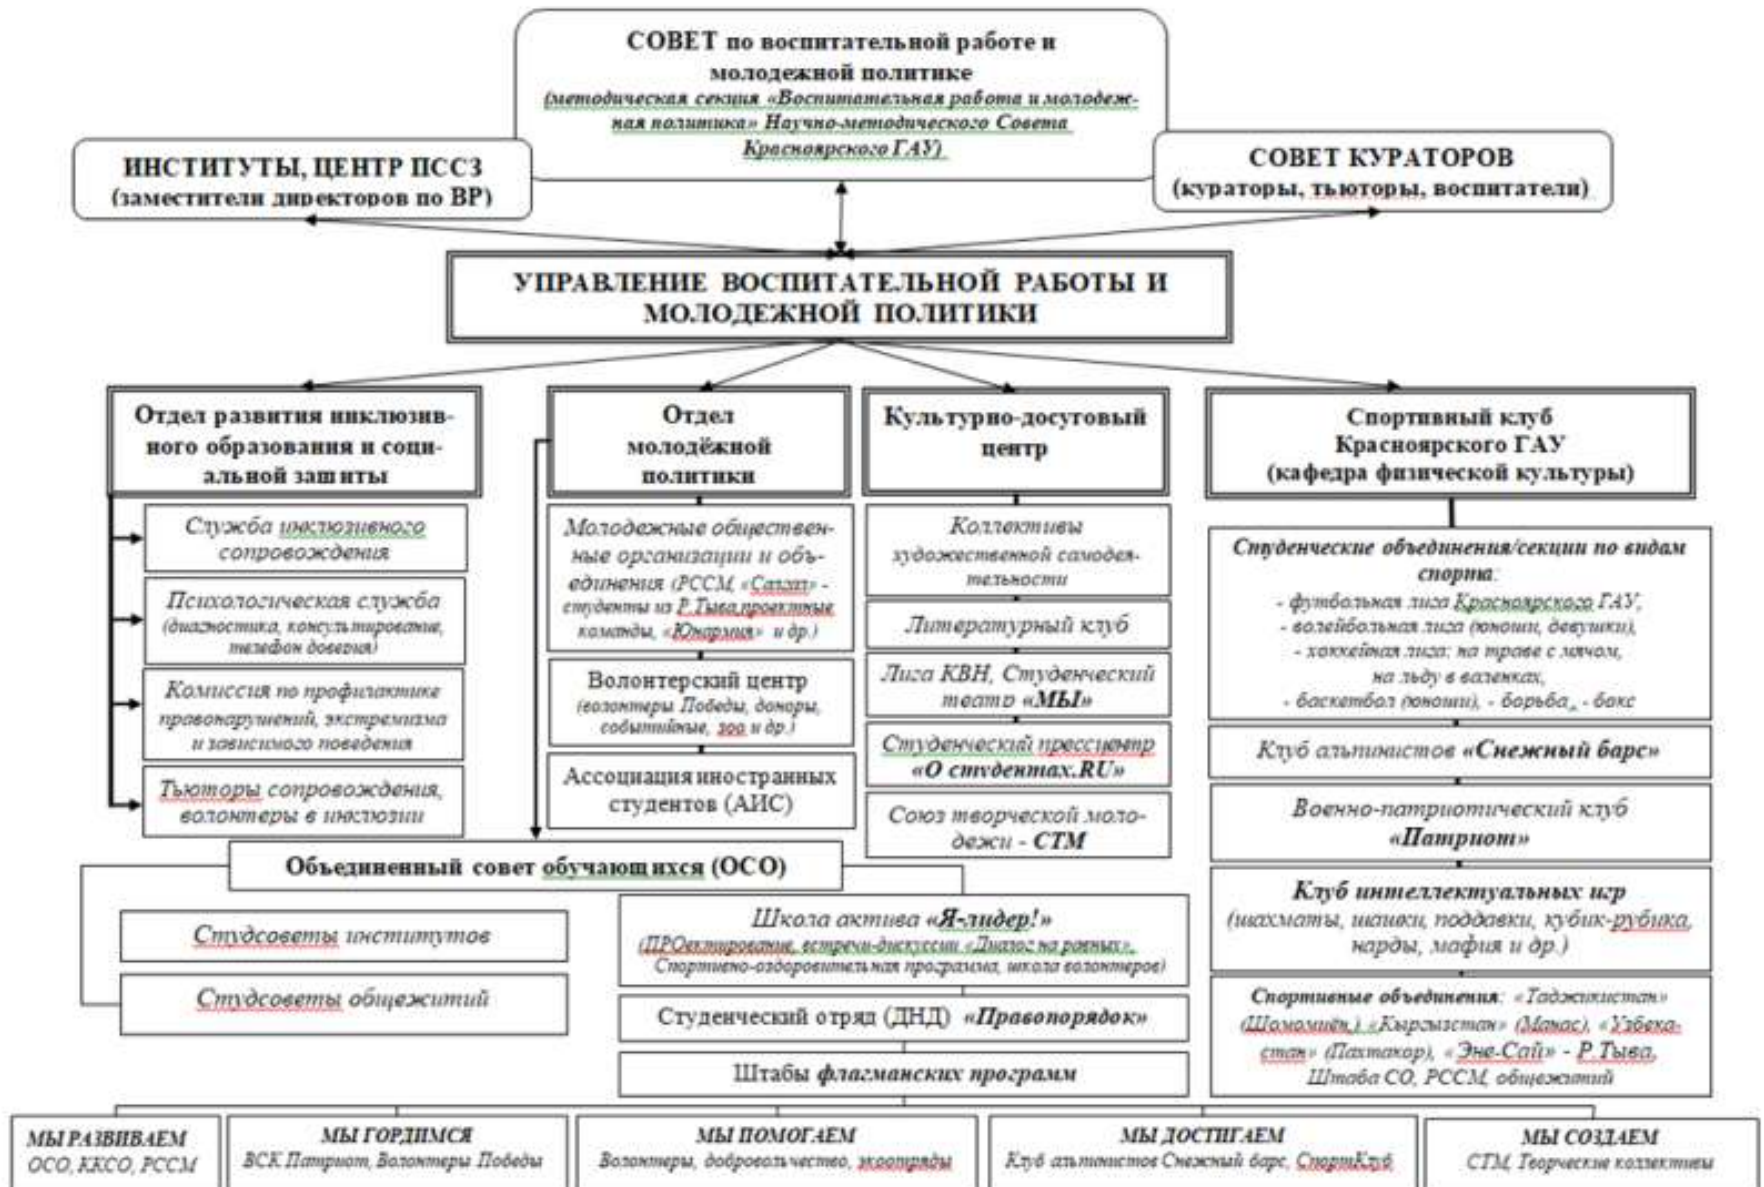 СОВЕТ по воспитательной работе и
молодежной политике
(методическая секция «Воспитательная работа и молодеж-
ная политика» Научно-методического Совета
Красноярского ГАУ)
ИНСТИТУТЫ, ЦЕНТР ПССЗ
(заместители директоров по ВР)
СОВЕТ КУРАТОРОВ
(кураторы, тьюторы, воспитатели)
УПРАВЛЕНИЕ ВОСПИТАТЕЛЬНОЙ РАБОТЫ И
МОЛОДЕЖНОЙ ПОЛИТИКИ
Отдел развития инклюзив-
ного образования и соци-
альной защиты
Служба инклюзивного
сопровождения
Психологическая служба
(диагностика, консультирование,
телефон доверия)
Комиссия по профилактике
правонарушений, экстремизма
и зависимого поведения
Тьюторы сопровождения,
волонтеры в инклюзии
Отдел
молодёжной
политики
Молодежные обществен-
ные организации и объ-
единения (РССМ, «Салгал» -
студенты из Р.Тыва,проектные
команды, «Юнармия» и др.)
Волонтерский центр
(волонтеры Победы, доноры,
событийные, зоо и др.)
Ассоциация иностранных
студентов (АИС)
Культурно-досуговый
центр
Коллективы
художественной самодея-
тельности
Литературный клуб
Лига КВН, Студенческий
театр «МЫ»
Студенческий прессцентр
«О студентах.RU»
Союз творческой моло-
дежи - СТМ
Спортивный клуб
Красноярского ГАУ
(кафедра физической культуры)
Студенческие объединения/секции по видам
спорта:
- футбольная лига Красноярского ГАУ,
- волейбольная лига (юноши, девушки),
- хоккейная лига: на траве с мячом,
на льду в валенках,
- баскетбол (юноши), - борьба, - бокс
Клуб альпинистов «Снежный барс»
Военно-патриотический клуб
«Патриот»
Клуб интеллектуальных игр
(шахматы, шашки, поддавки, кубик-рубика,
нарды, мафия и др.)
Спортивные объединения: «Таджикистан»
(Шомомиён,) «Кыргызстан» (Манас), «Узбека-
стан» (Пахтакор), «Эне-Сай» - Р.Тыва,
Штаба СО, РССМ, общежитий
Объединенный совет обучающихся (ОСО)
Студсоветы институтов
Студсоветы общежитий
Школа актива «Я-лидер!»
(ПРОектирование, встречи-дискуссии «Диалог на равных»,
Спортивно-оздоровительная программа, школа волонтеров)
Студенческий отряд (ДНД) «Правопорядок»
Штабы флагманских программ
МЫ РАЗВИВАЕМ
ОСО, ККСО, РССМ
МЫ ГОРДИМСЯ
ВСК Патриот, Волонтеры Победы
МЫ ПОМОГАЕМ
Волонтеры, добровольчество, экоотряды
МЫ ДОСТИГАЕМ
Клуб альпинистов Снежный барс, СпортКлуб
МЫ СОЗДАЕМ
СТМ, Творческие коллективы